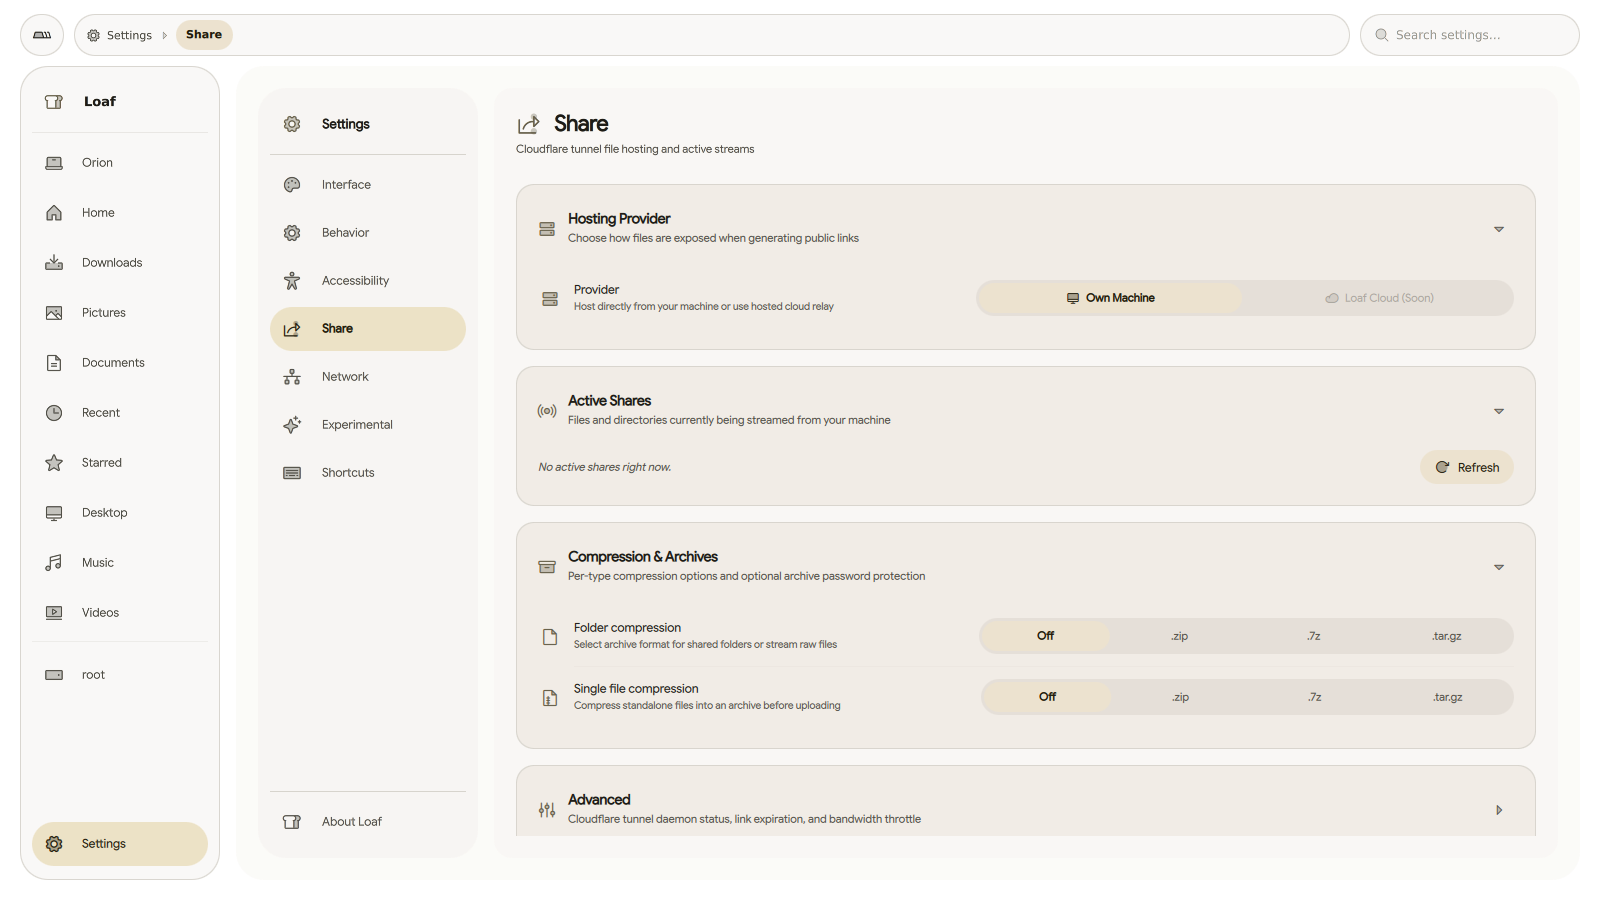 Settings
Share
Search settings...
Loaf
Orion
Home
Downloads
Pictures
Documents
Recent
Starred
Desktop
Music
Videos
root
Settings
Settings
Interface
Behavior
Accessibility
Share
Network
Experimental
Shortcuts
About Loaf
Share
Cloudflare tunnel file hosting and active streams
Hosting Provider
Choose how files are exposed when generating public links
Provider
Host directly from your machine or use hosted cloud relay
Own Machine
Loaf Cloud (Soon)
Active Shares
Files and directories currently being streamed from your machine
No active shares right now.
Refresh
Compression & Archives
Per-type compression options and optional archive password protection
Folder compression
Select archive format for shared folders or stream raw files
Off
.zip
.7z
.tar.gz
Single file compression
Compress standalone files into an archive before uploading
Off
.zip
.7z
.tar.gz
Advanced
Cloudflare tunnel daemon status, link expiration, and bandwidth throttle